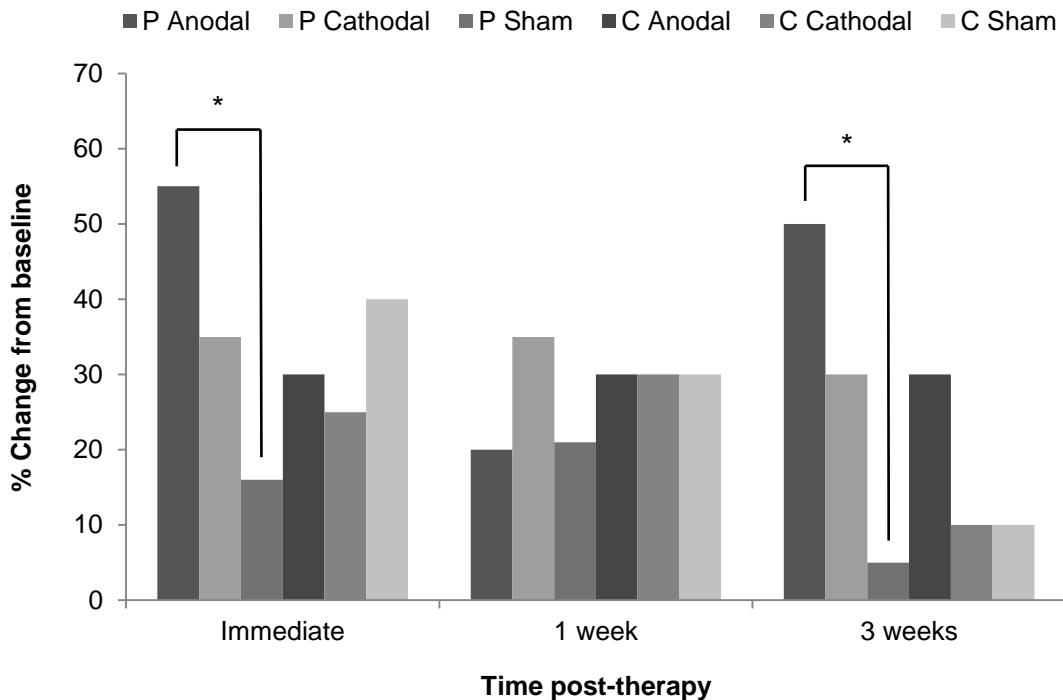 P Anodal P Cathodal P Sham C Anodal C Cathodal C Sham
70
60
50
40
30
20
10
0
% Change from baseline
*
*
Immediate 1 week 3 weeks
Time post-therapy